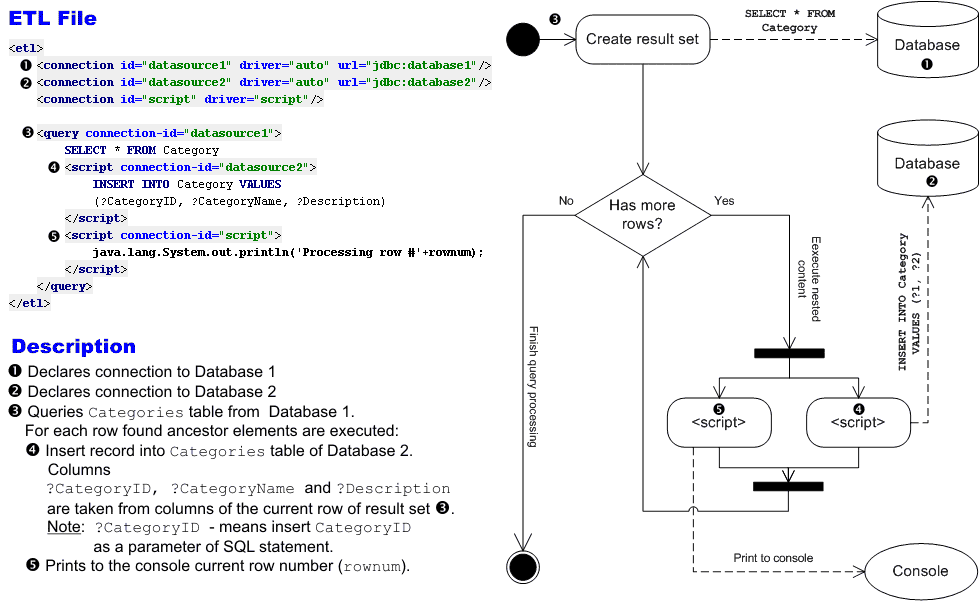 ETL File
<etl>
❶ <connection id="datasource1" driver="auto" url="jdbc:database1"/>
❷ <connection id="datasource2" driver="auto" url="jdbc:database2"/>
<connection id="script" driver="script"/>
❸ <query connection-id="datasource1">
SELECT * FROM Category
❹ <script connection-id="datasource2">
INSERT INTO Category VALUES
(?CategoryID, ?CategoryName, ?Description)
</script>
❺ <script connection-id="script">
java.lang.System.out.println('Processing row #'+rownum);
</script>
</query>
</etl>
Description
❶ Declares connection to Database 1
❷ Declares connection to Database 2
❸ Queries Categories table from Database 1.
For each row found ancestor elements are executed:
❹ Insert record into Categories table of Database 2.
Columns
?CategoryID, ?CategoryName and ?Description
are taken from columns of the current row of result set ❸.
Note: ?CategoryID - means insert CategoryID
as a parameter of SQL statement.
❺ Prints to the console current row number (rownum).
❸
Create result set
SELECT * FROM
Category
Database
❶
Database
❷
Has more
rows?
No
Yes
Eexecute nested
content
INSERT INTO Category
VALUES (?1, ?2)
Finish query processing
❺
<script>
❹
<script>
Print to console
Console